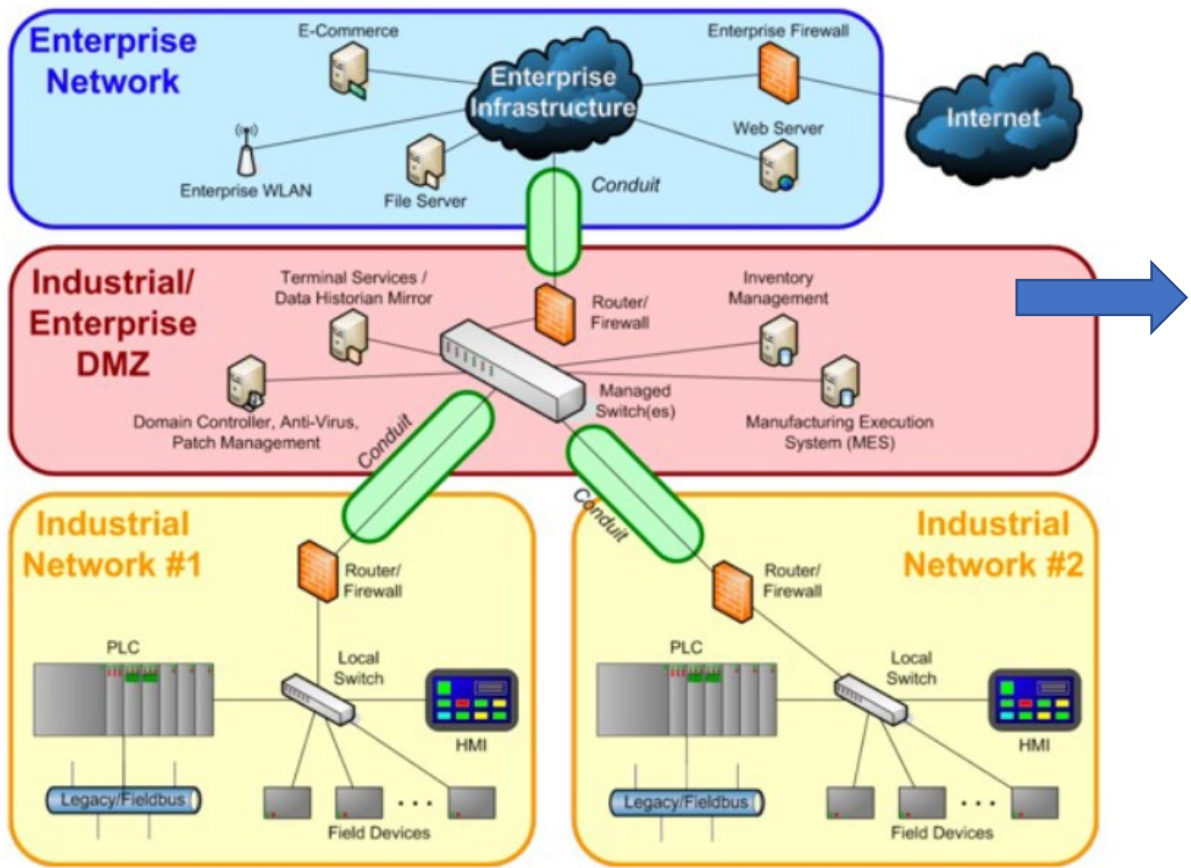 Enterprise
Network
E-Commerce
Enterprise
Infrastructure
Enterprise Firewall
Internet
Enterprise WLAN
File Server
Web Server
Conduit
Industrial/
Enterprise
DMZ
Terminal Services /
Data Historian Mirror
Router/
Firewall
Inventory
Management
Domain Controller, Anti-Virus,
Patch Management
Managed
Switch(es)
Manufacturing Execution
System (MES)
Conduit
Conduit
Industrial
Network #1
Router/
Firewall
PLC
Local
Switch
HMI
Legacy/Fieldbus
Field Devices
Industrial
Network #2
Router/
Firewall
PLC
Local
Switch
HMI
Legacy/Fieldbus
Field Devices